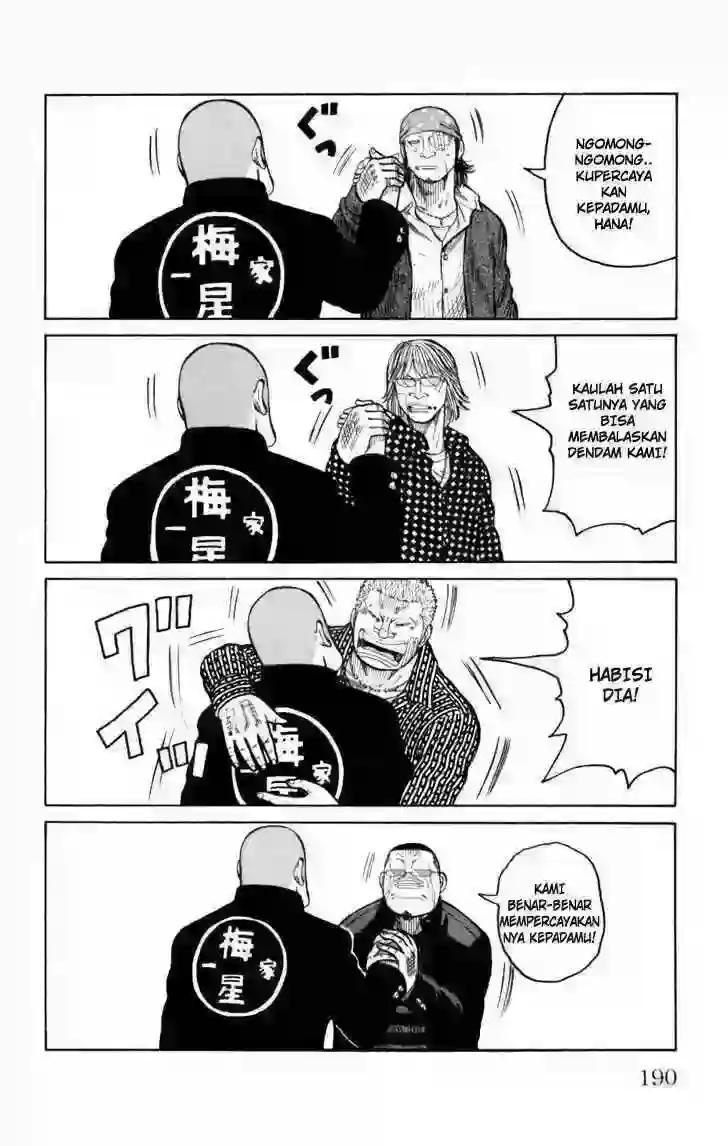 NGOMONG-
NGOMONG..
KUPERCAYA
KAN
KEPADAMU,
HANA!
ぐっ
梅
一家
星
KAULAH SATU
SATUNYA YANG
BISA
MEMBALASKAN
DENDAM KAMI!
ぐっ
梅
一家
星
HABISI
DIA!
グイッ
梅
家
星
KAMI
BENAR-BENAR
MEMPERCAYAKAN
NYA KEPADAMU!
梅
一家
星
190